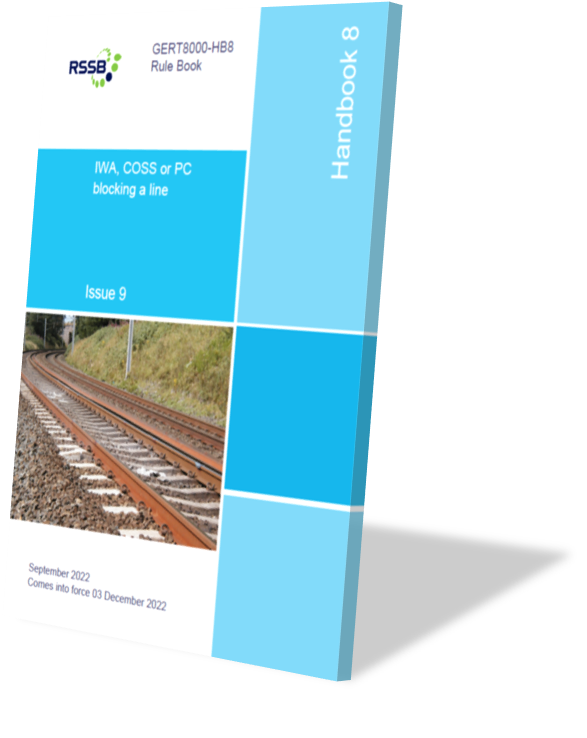 RSSB
GERT8000-HB8
Rule Book
Handbook 8
IWA, COSS or PC
blocking a line
Issue 9
September 2022
Comes into force 03 December 2022